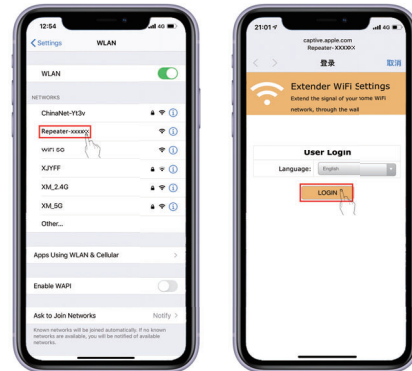 12:54
4G
Settings
WLAN
WLAN
NETWORKS
ChinaNet-Yt3v
Repeater-xxxxx
WIFI 5G
XJYFF
XM_2.4G
XM_5G
Other...
Apps Using WLAN & Cellular
Enable WAPI
Ask to Join Networks
Notify
Known networks will be joined automatically. If no known
networks are available, you will be notified of available
networks.
21:01
4G
captive.apple.com
Repeater-XXXXX
登录
取消
Extender WiFi Settings
Extend the signal of your home WiFi
network, through the wall
User Login
Language:
English
LOGIN